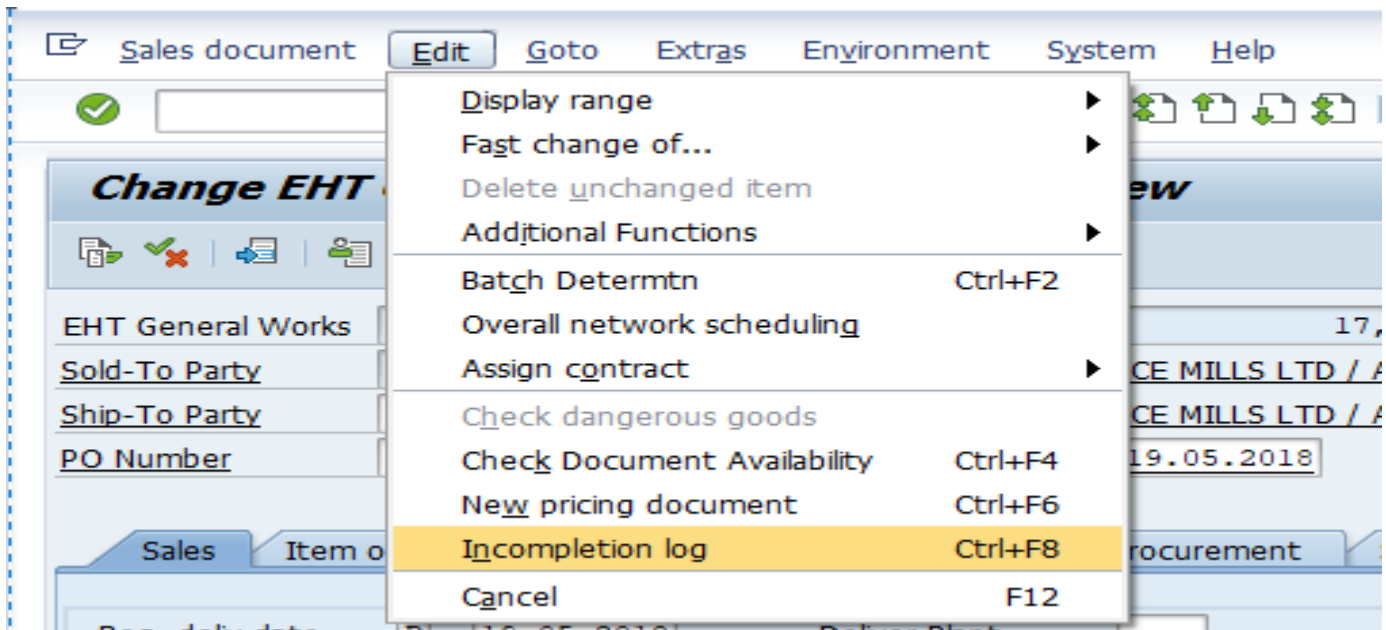 Sales document Edit Goto Extras Environment System Help
Display range
Fast change of...
Change EHT
Delete unchanged item
ew
Additional Functions
Batch Determtn Ctrl+F2
EHT General Works
Overall network scheduling
17,
Sold-To Party
Assign contract
CE MILLS LTD / A
Ship-To Party
Check dangerous goods
CE MILLS LTD / A
PO Number
Check Document Availability Ctrl+F4
19.05.2018
New pricing document Ctrl+F6
Sales Item o
Incompletion log Ctrl+F8
rocurement
Cancel F12